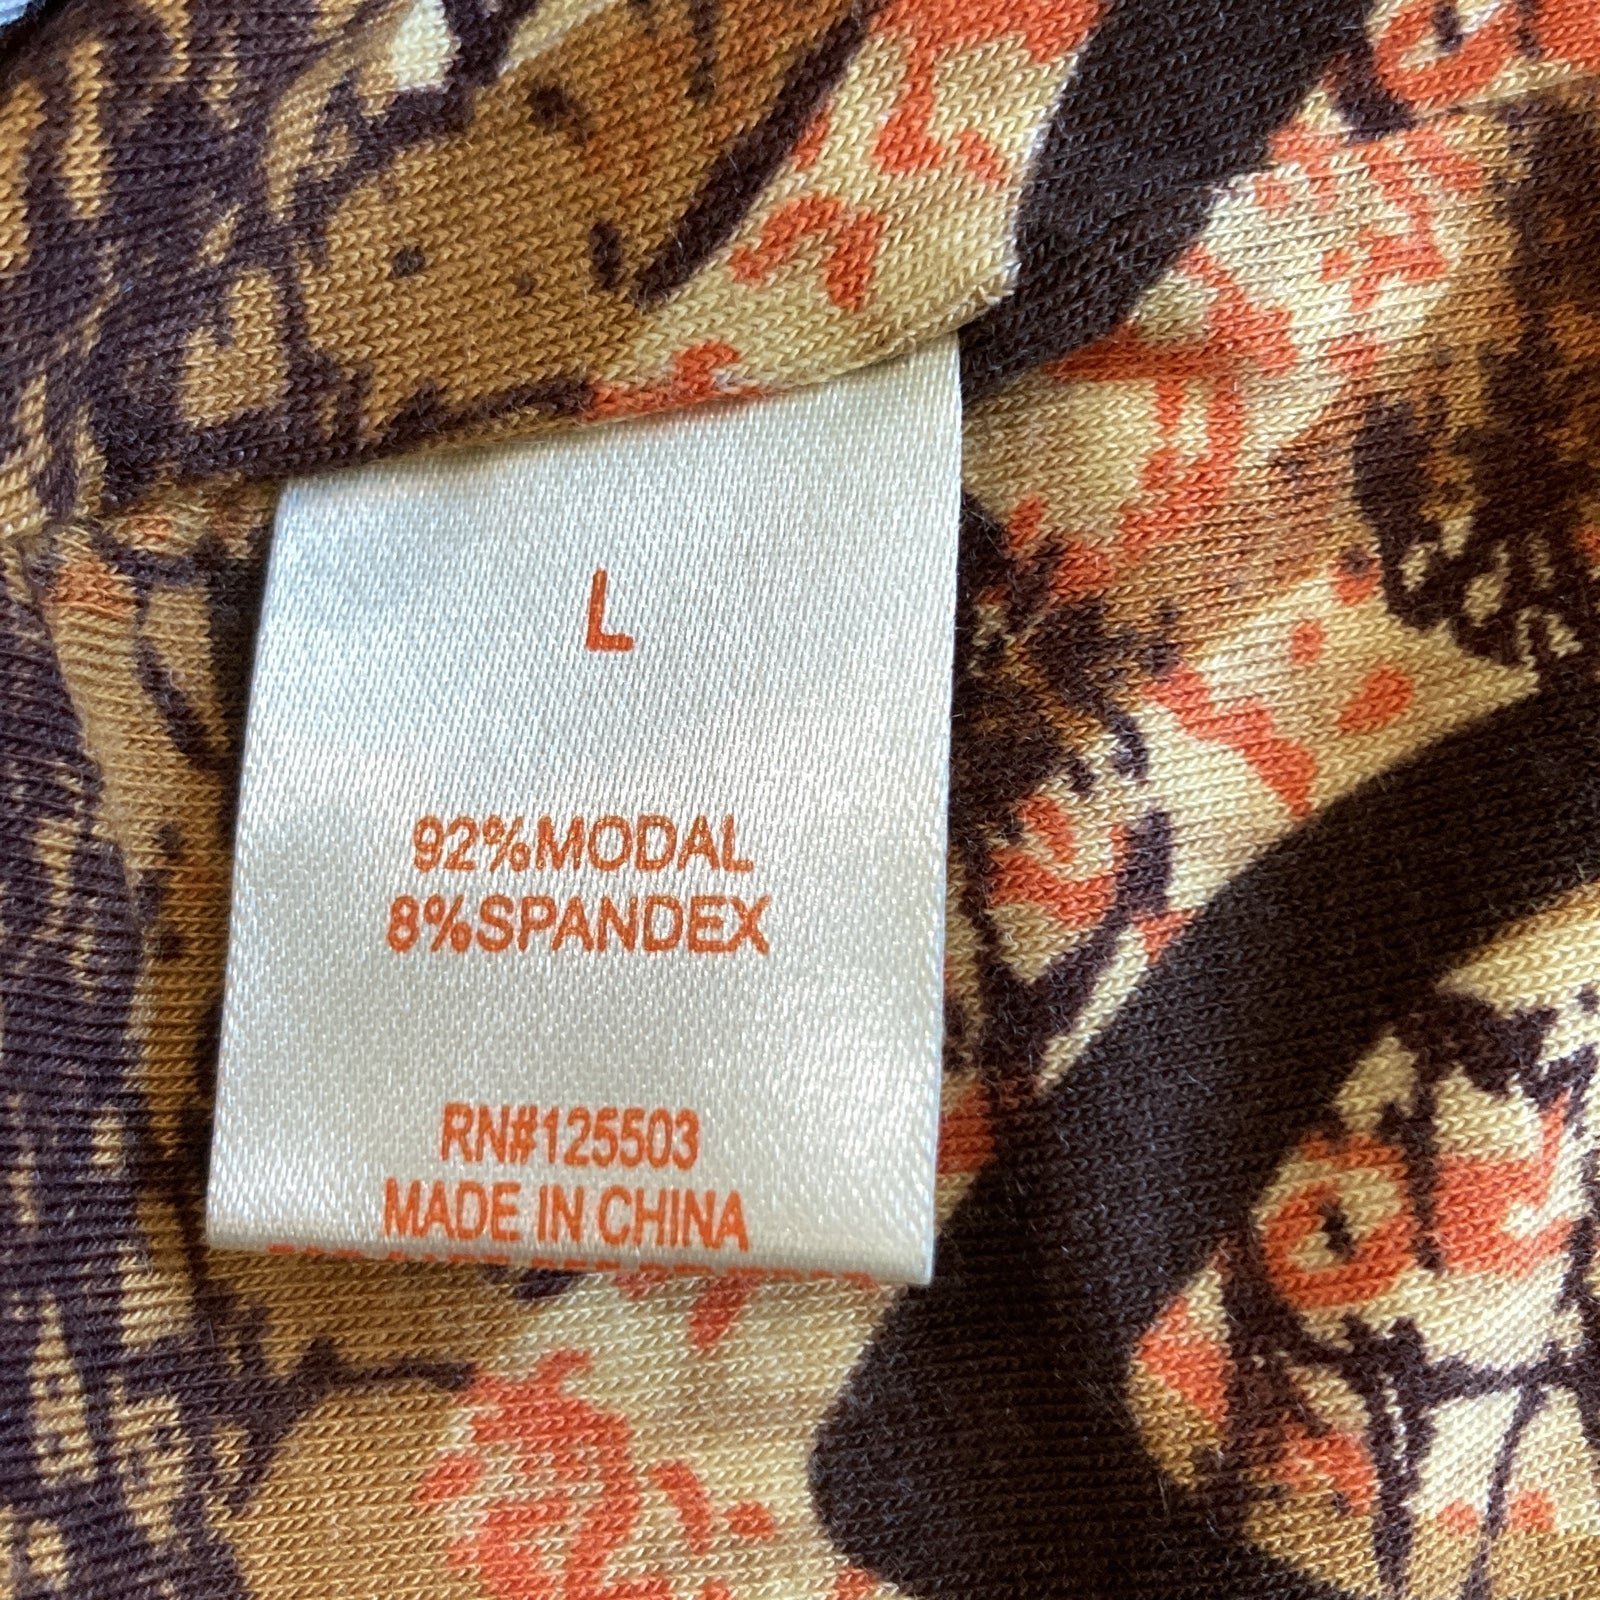 L
92%MODAL
8%SPANDEX
RN#125503
MADE IN CHINA